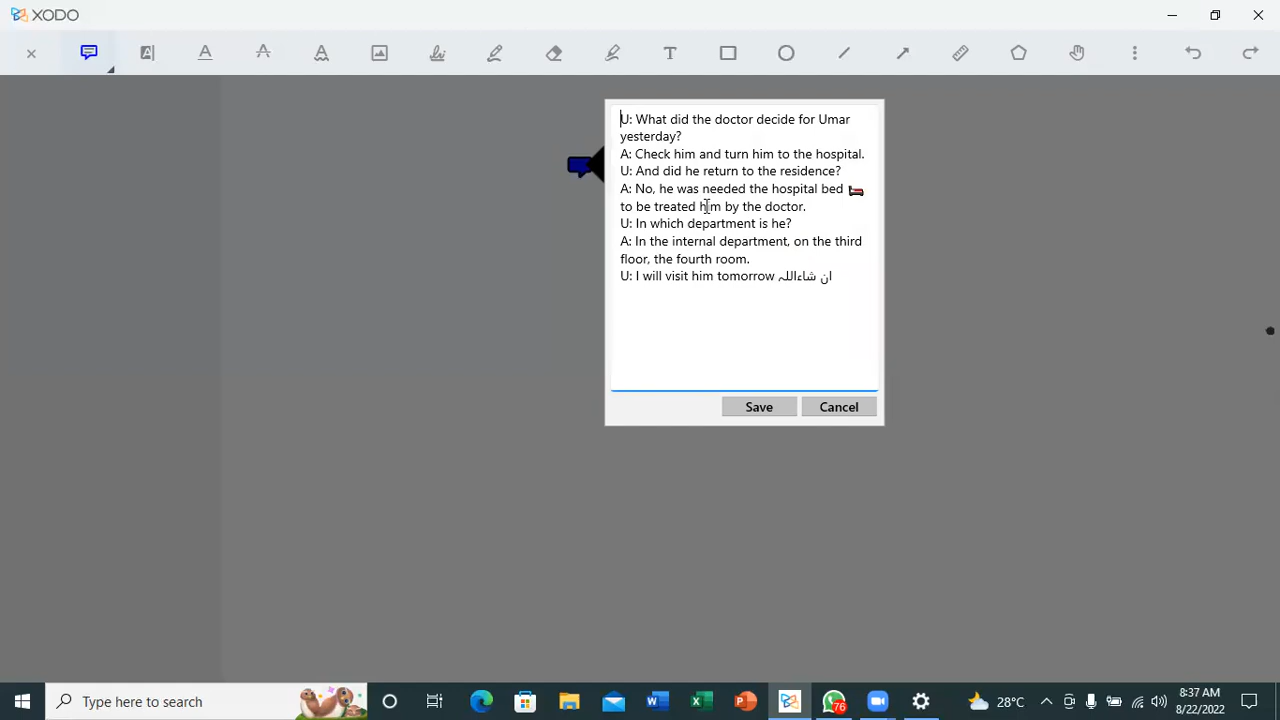 XODO
U: What did the doctor decide for Umar
yesterday?
A: Check him and turn him to the hospital.
U: And did he return to the residence?
A: No, he was needed the hospital bed 🛏
to be treated him by the doctor.
U: In which department is he?
A: In the internal department, on the third
floor, the fourth room.
U: I will visit him tomorrow ان شاءاللہ
Save Cancel
Type here to search
76
28°C
8:37 AM
8/22/2022